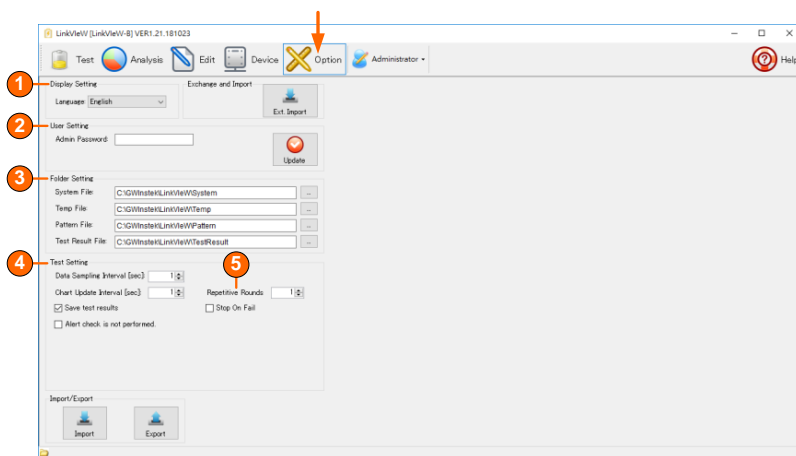 LinkVIeW [LinkVIeW-8] VER1.21.181023
Test Analysis Edit Device Option Administrator Help
1 Display Setting Exchange and Import
Language: English
Ext. Import
2 User Setting
Admin Password:
Update
3 Folder Setting
System File: C:\GWInstek\LinkVIeW\System ...
Temp File: C:\GWInstek\LinkVIeW\Temp ...
Pattern File: C:\GWInstek\LinkVIeW\Pattern ...
Test Result File: C:\GWInstek\LinkVIeW\TestResult ...
4 Test Setting 5
Data Sampling Interval [sec]: 1
Chart Update Interval [sec]: 1 Repetitive Rounds 1
Save test results Stop On Fail
Alert check is not performed.
Import/Export
Import Export